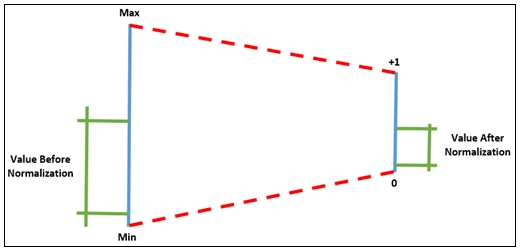 Max
+1
Value Before
Normalization
Value After
Normalization
0
Min